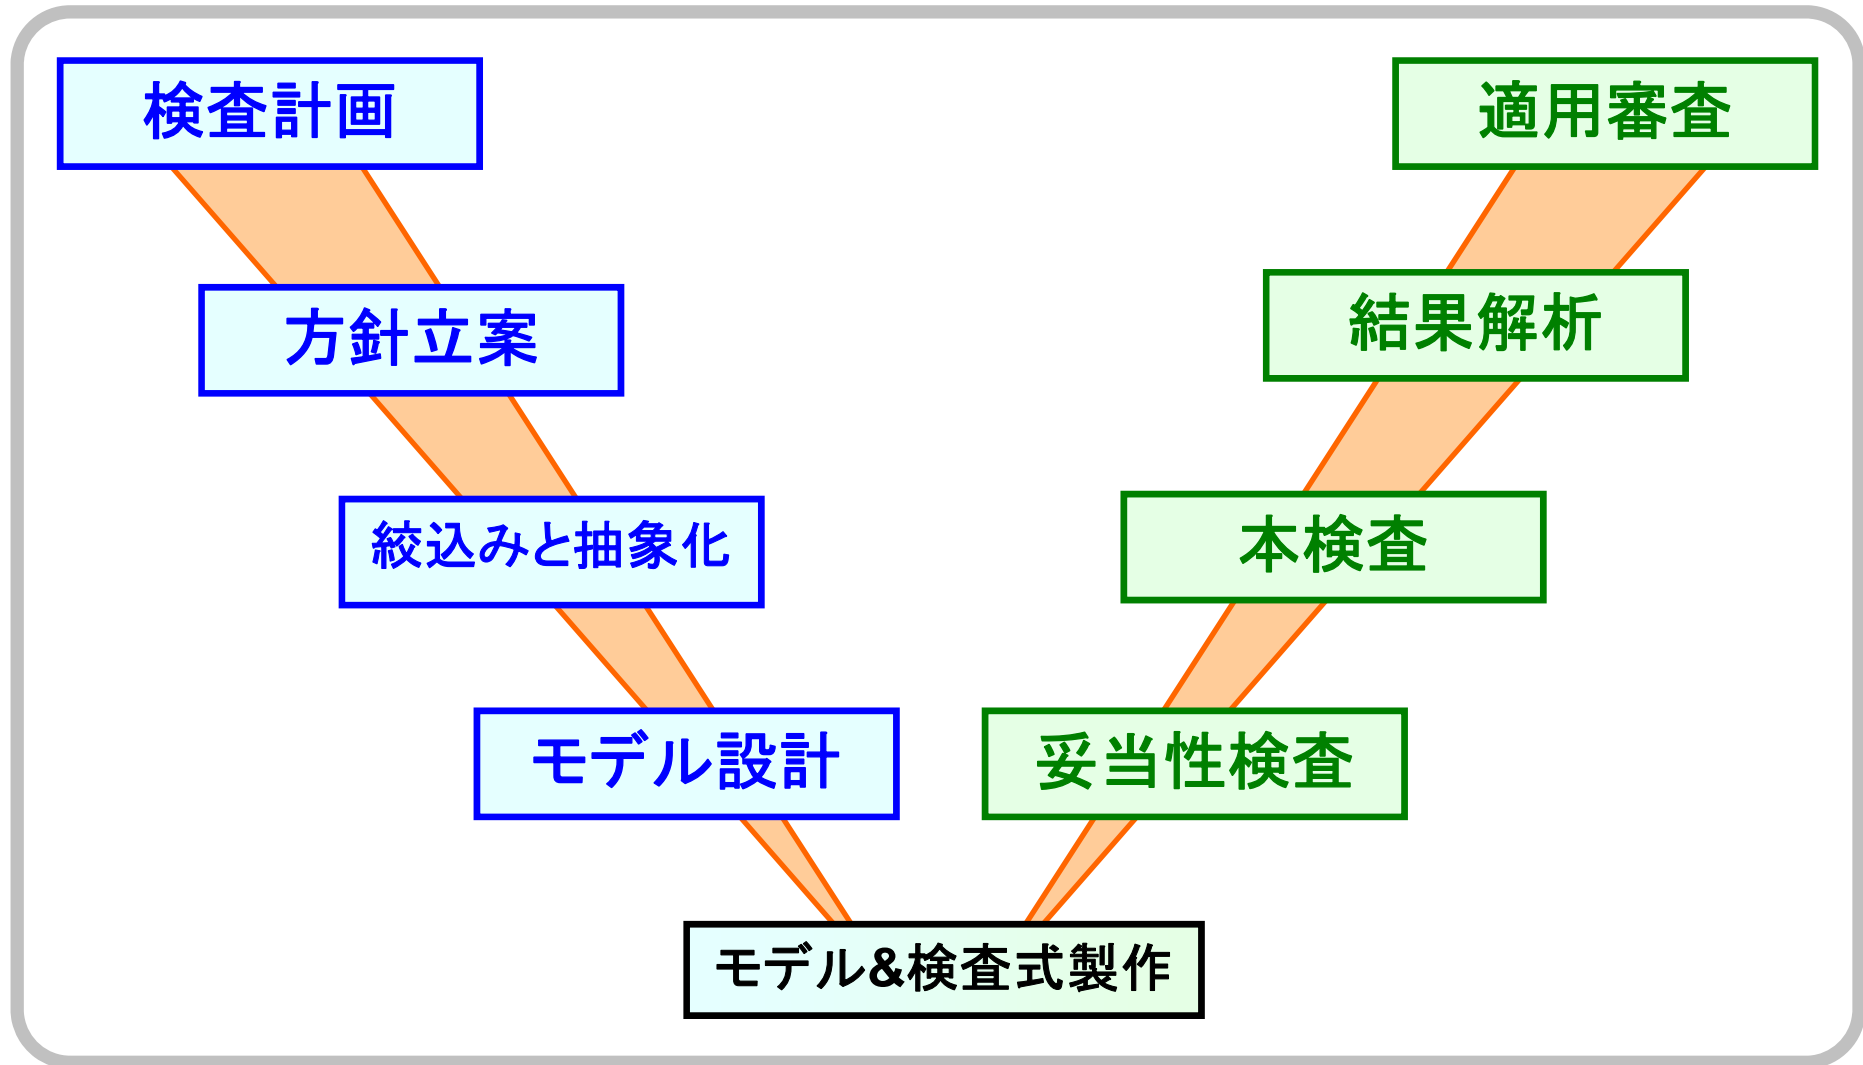 検査計画
適用審査
方針立案
結果解析
絞込みと抽象化
本検査
モデル設計
妥当性検査
モデル&検査式製作